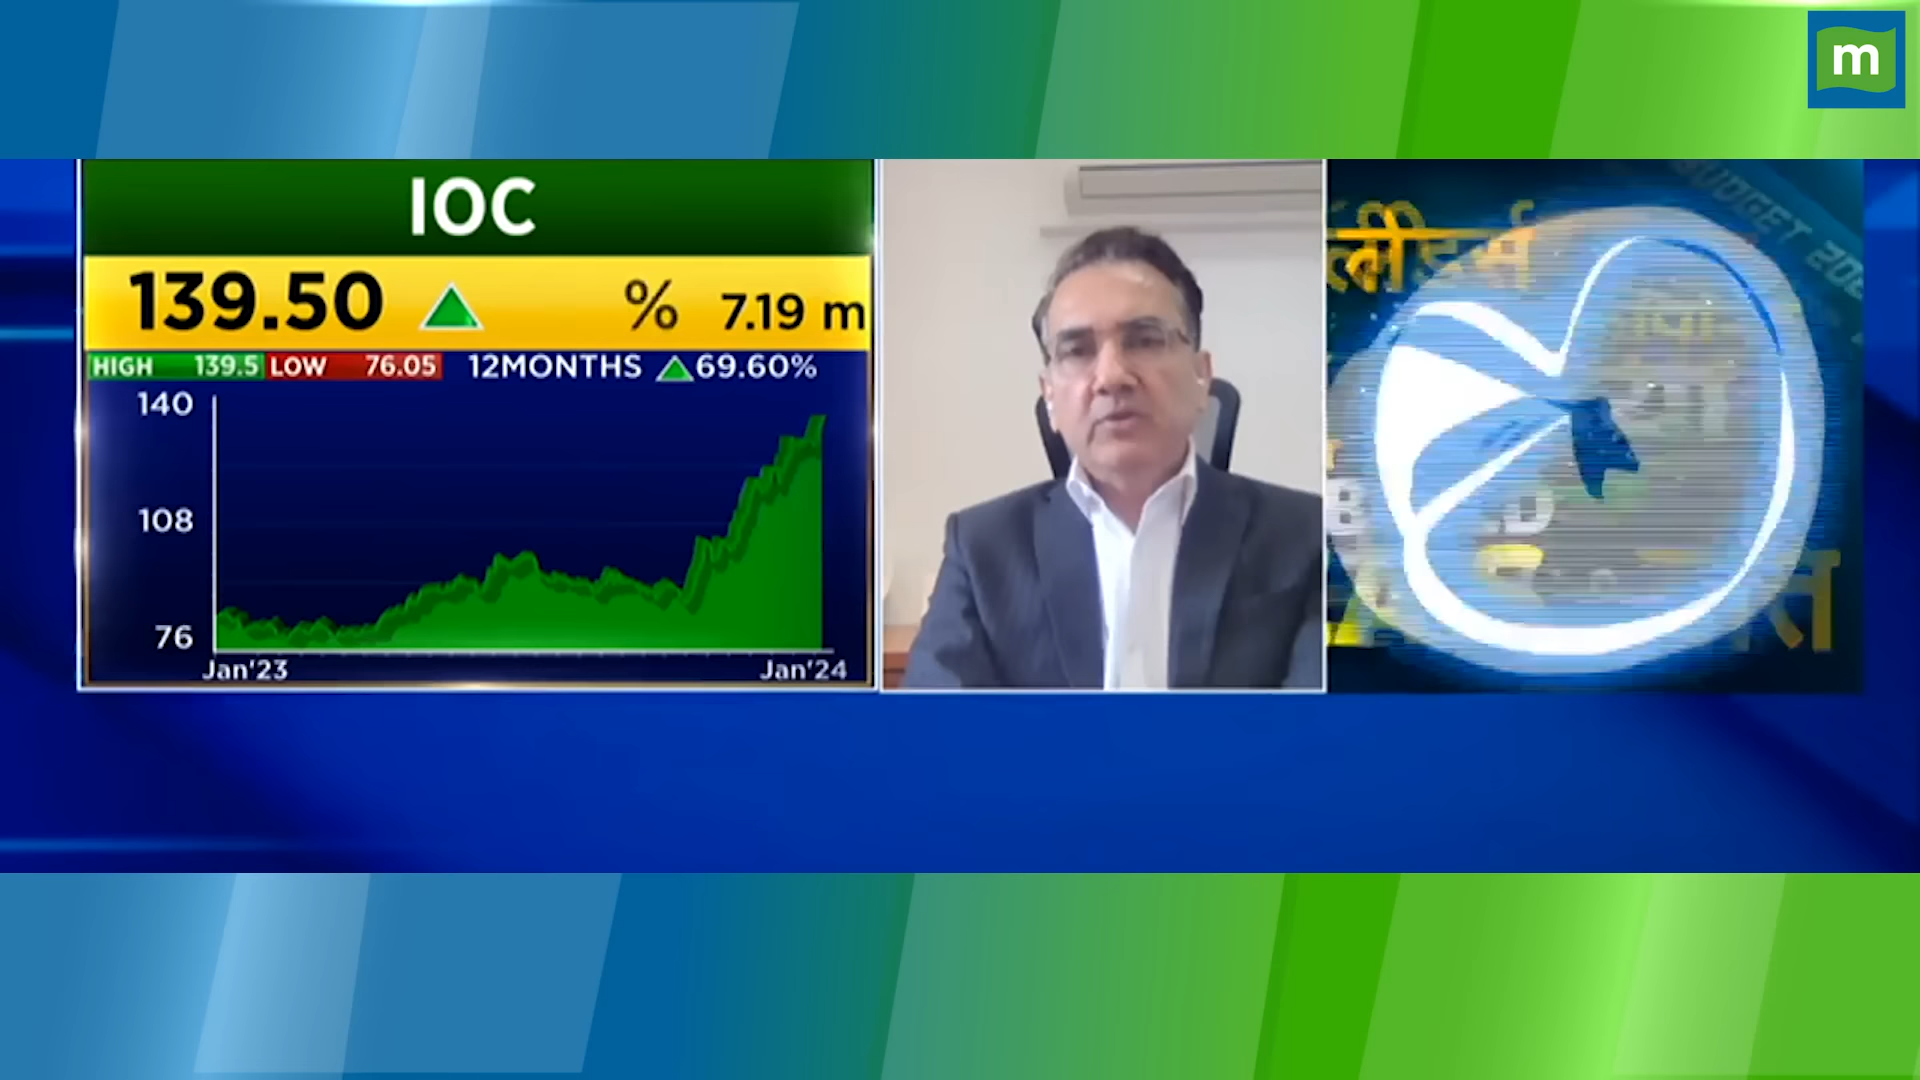 m
IOC
139.50 % 7.19 m
HIGH 139.5 LOW 76.05 12MONTHS 69.60%
140
108
76
Jan'23 Jan'24
BUDGET